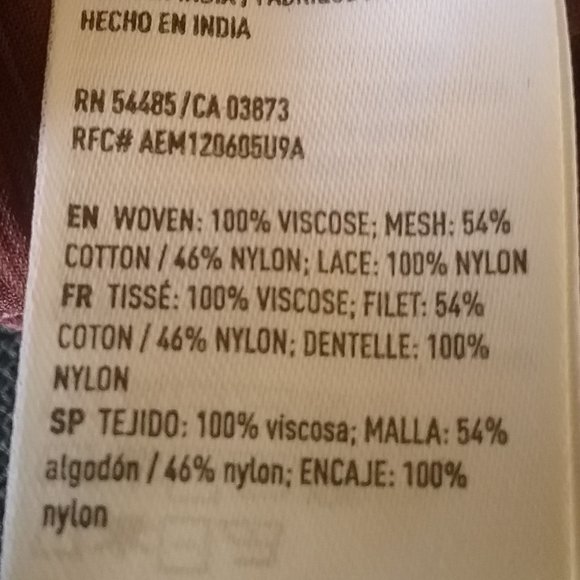 HECHO EN INDIA
RN 54485/CA 03873
RFC# AEM120605U9A
EN WOVEN: 100% VISCOSE; MESH: 54%
COTTON / 46% NYLON; LACE: 100% NYLON
FR TISSÉ: 100% VISCOSE; FILET: 54%
COTON / 46% NYLON; DENTELLE: 100%
NYLON
SP TEJIDO: 100% viscosa; MALLA: 54%
algodón / 46% nylon; ENCAJE: 100%
nylon